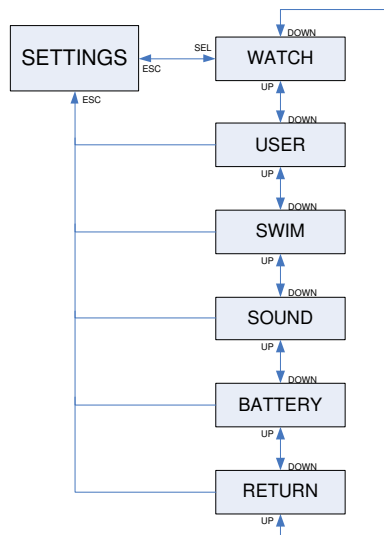 DOWN
SEL
SETTINGS
WATCH
ESC
UP
ESC
DOWN
USER
UP
DOWN
SWIM
UP
DOWN
SOUND
UP
DOWN
BATTERY
UP
DOWN
RETURN
UP